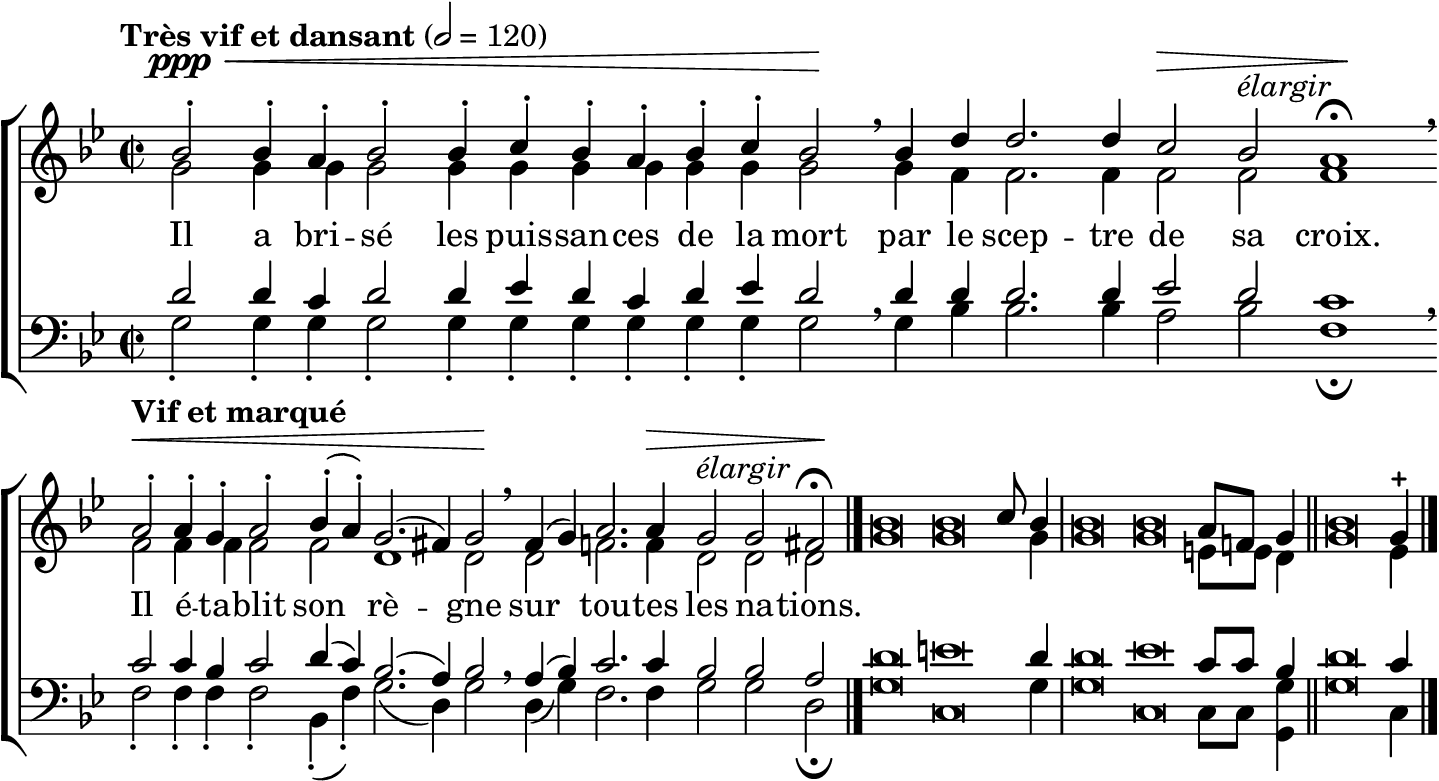 Très vif et dansant (𝅗𝅥 = 120)
ppp
élargir
Il a bri -- sé les puissances de la mort par le scep -- tre de sa croix.
Vif et marqué
élargir
Il é -- tablit son rè -- gne sur toutes les nations.